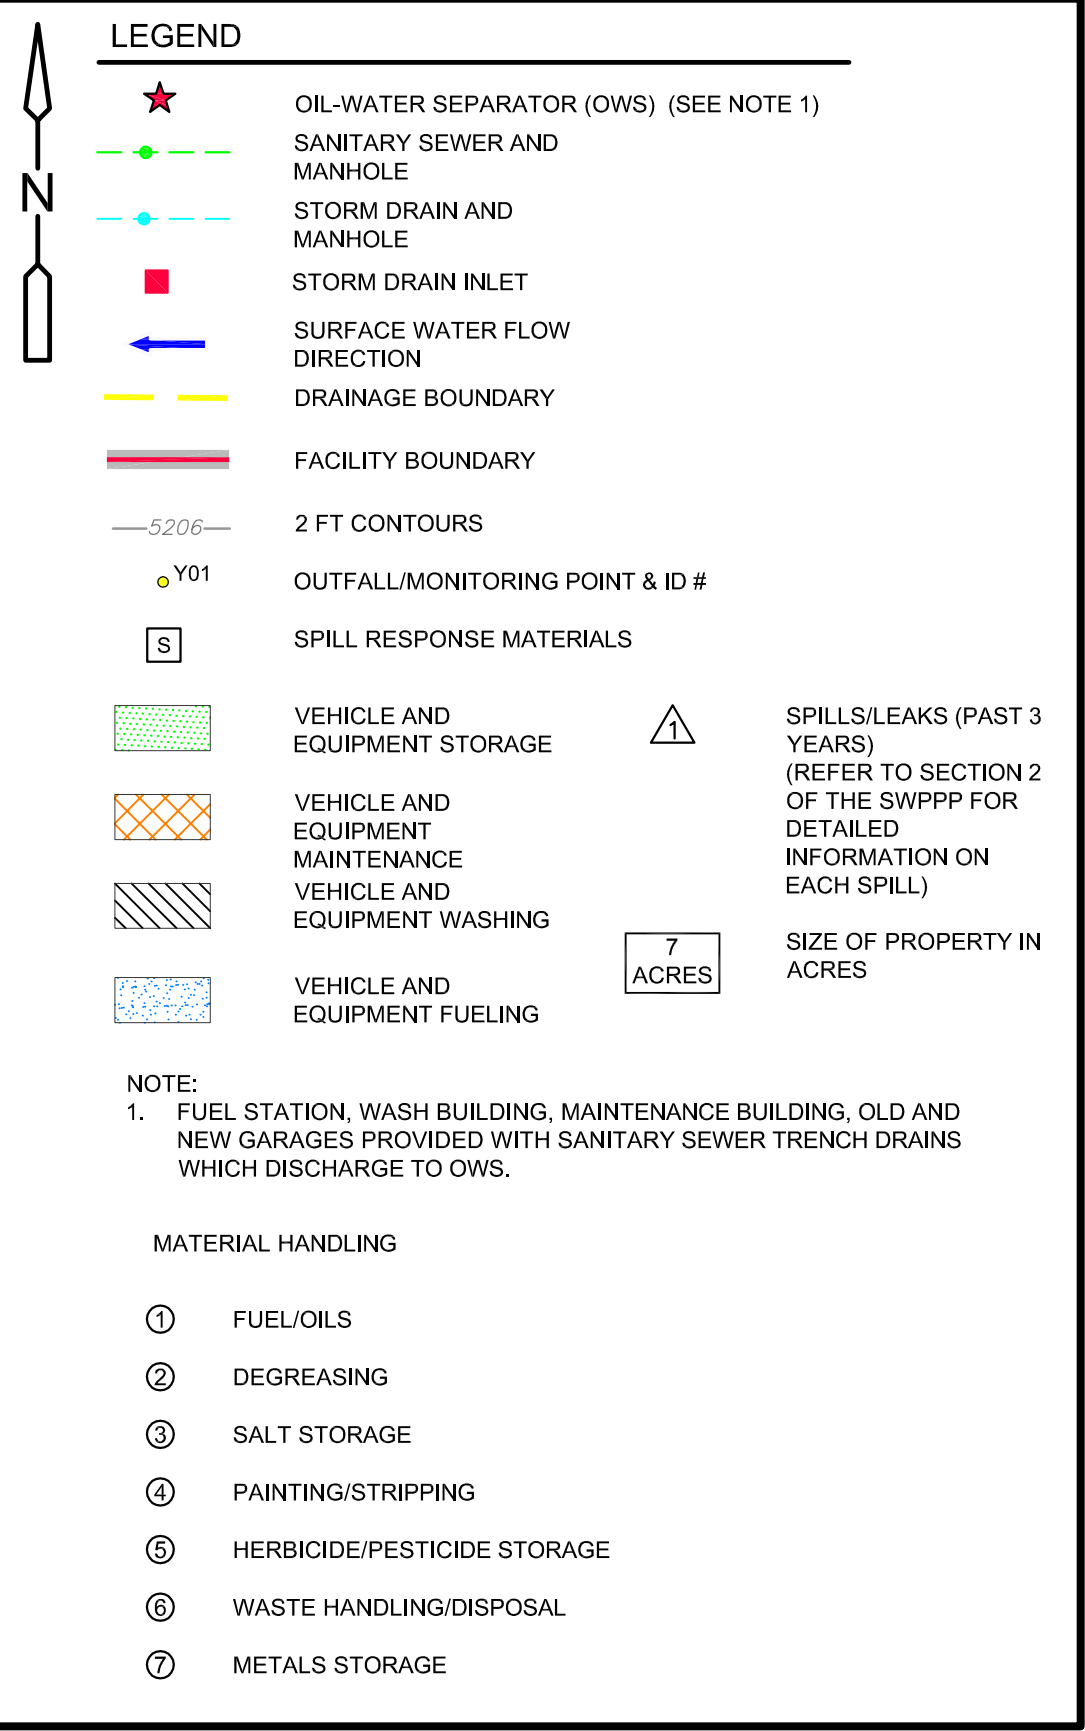 LEGEND
N
OIL-WATER SEPARATOR (OWS) (SEE NOTE 1)
SANITARY SEWER AND
MANHOLE
STORM DRAIN AND
MANHOLE
STORM DRAIN INLET
SURFACE WATER FLOW
DIRECTION
DRAINAGE BOUNDARY
FACILITY BOUNDARY
5206
2 FT CONTOURS
Y01
OUTFALL/MONITORING POINT & ID #
S
SPILL RESPONSE MATERIALS
VEHICLE AND
EQUIPMENT STORAGE
VEHICLE AND
EQUIPMENT
MAINTENANCE
VEHICLE AND
EQUIPMENT WASHING
VEHICLE AND
EQUIPMENT FUELING
1
SPILLS/LEAKS (PAST 3
YEARS)
(REFER TO SECTION 2
OF THE SWPPP FOR
DETAILED
INFORMATION ON
EACH SPILL)
7
ACRES
SIZE OF PROPERTY IN
ACRES
NOTE:
1. FUEL STATION, WASH BUILDING, MAINTENANCE BUILDING, OLD AND
NEW GARAGES PROVIDED WITH SANITARY SEWER TRENCH DRAINS
WHICH DISCHARGE TO OWS.
MATERIAL HANDLING
1 FUEL/OILS
2 DEGREASING
3 SALT STORAGE
4 PAINTING/STRIPPING
5 HERBICIDE/PESTICIDE STORAGE
6 WASTE HANDLING/DISPOSAL
7 METALS STORAGE